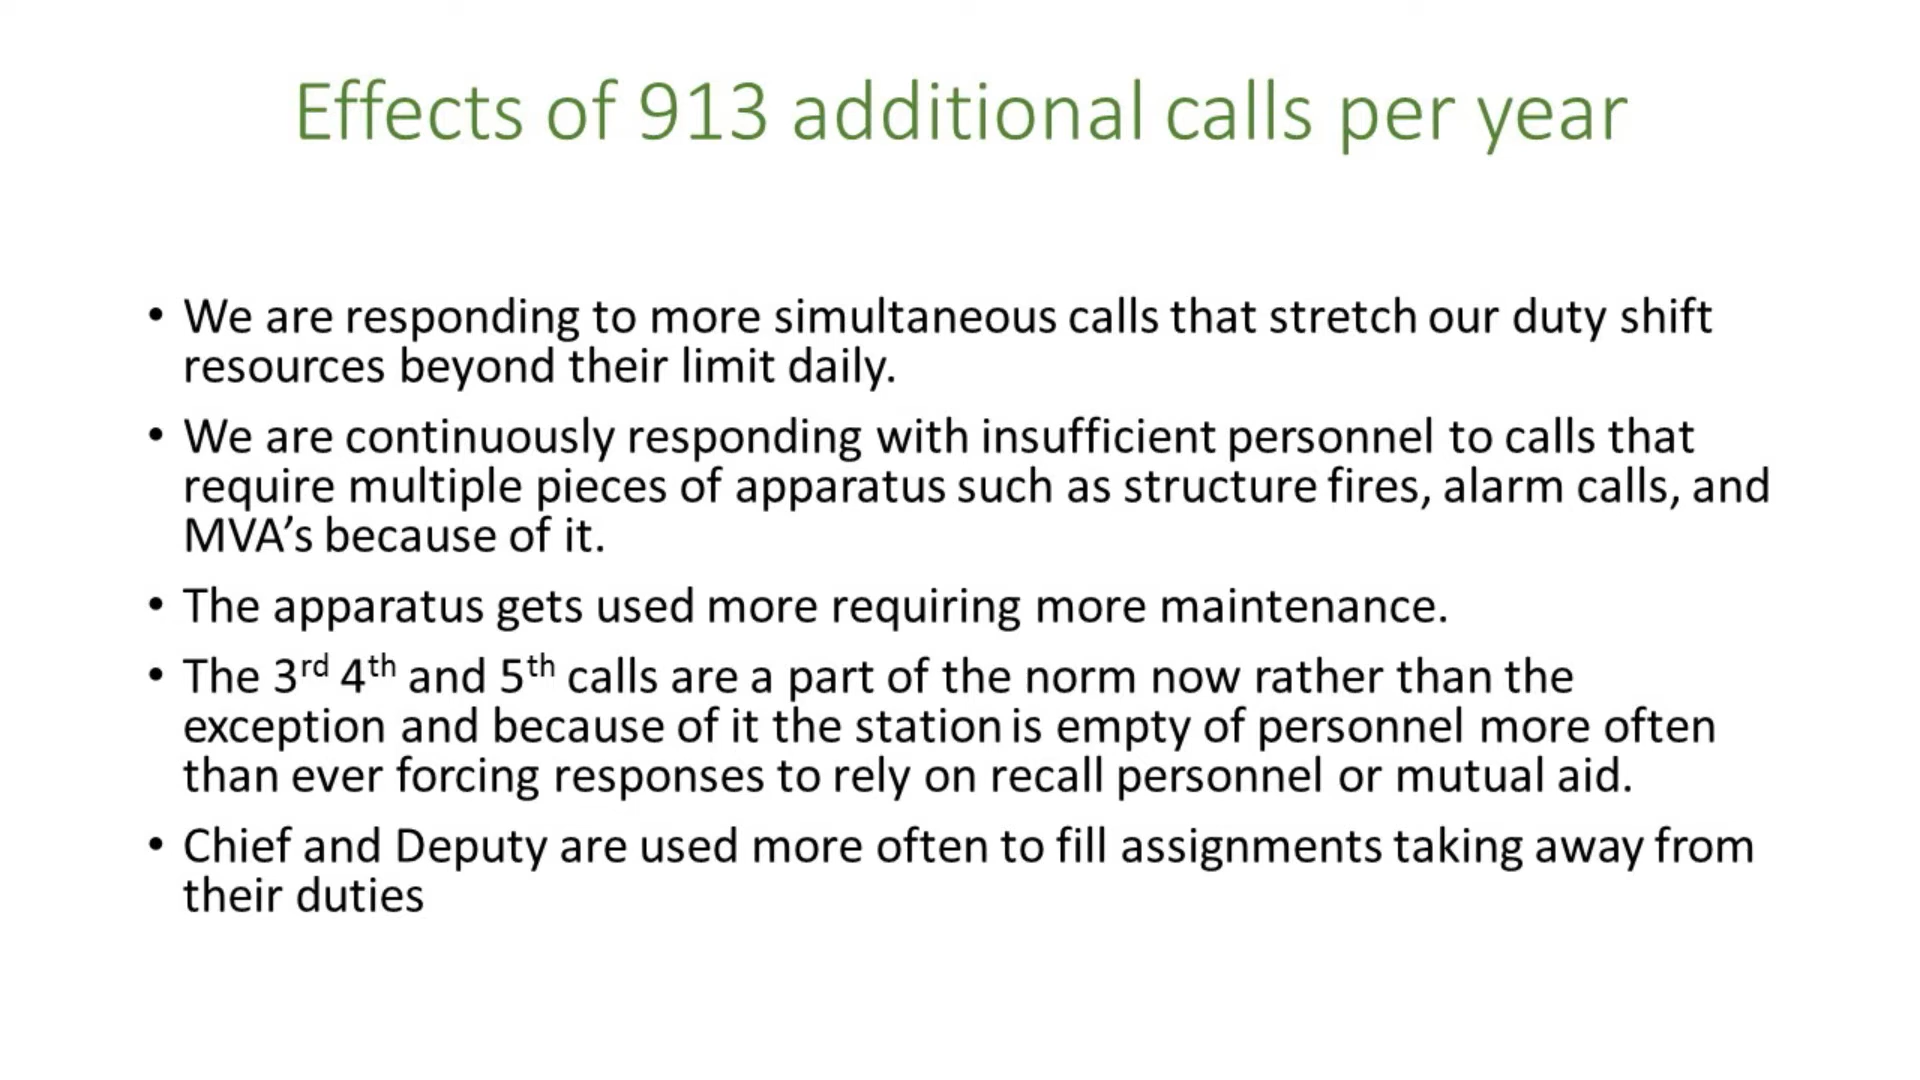 Effects of 913 additional calls per year
• We are responding to more simultaneous calls that stretch our duty shift
resources beyond their limit daily.
• We are continuously responding with insufficient personnel to calls that
require multiple pieces of apparatus such as structure fires, alarm calls, and
MVA’s because of it.
• The apparatus gets used more requiring more maintenance.
• The 3rd 4th and 5th calls are a part of the norm now rather than the
exception and because of it the station is empty of personnel more often
than ever forcing responses to rely on recall personnel or mutual aid.
• Chief and Deputy are used more often to fill assignments taking away from
their duties